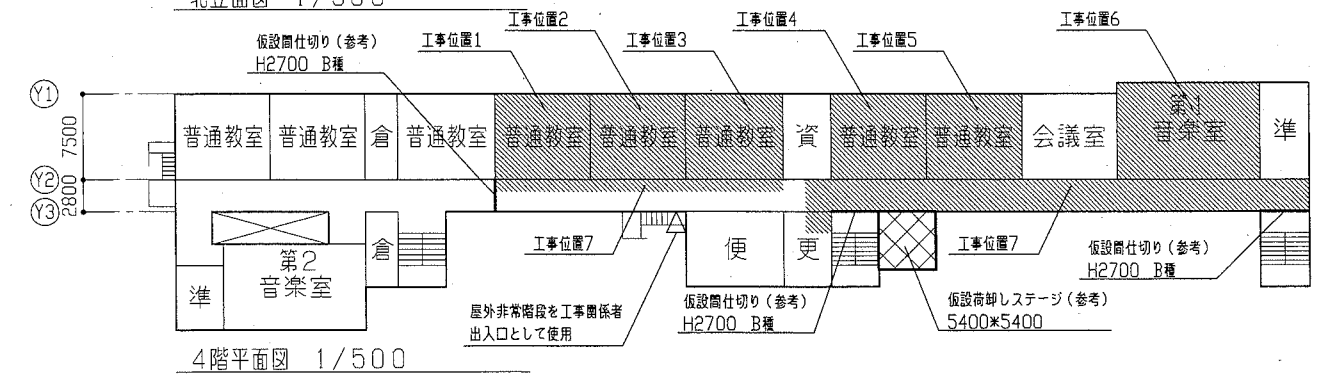 北立面図 1/500
工事位置2
工事位置4
工事位置6
仮設間仕切り(参考)
H2700 B種
工事位置1
工事位置3
工事位置5
Y1
7500
Y2
2800
Y3
普通教室
普通教室
倉
普通教室
普通教室
普通教室
普通教室
資
普通教室
普通教室
会議室
第1
音楽室
準
倉
第2
音楽室
準
工事位置7
便
更
工事位置7
仮設間仕切り(参考)
H2700 B種
屋外非常階段を工事関係者
出入口として使用
仮設間仕切り(参考)
H2700 B種
仮設荷卸しステージ(参考)
5400*5400
4階平面図 1/500